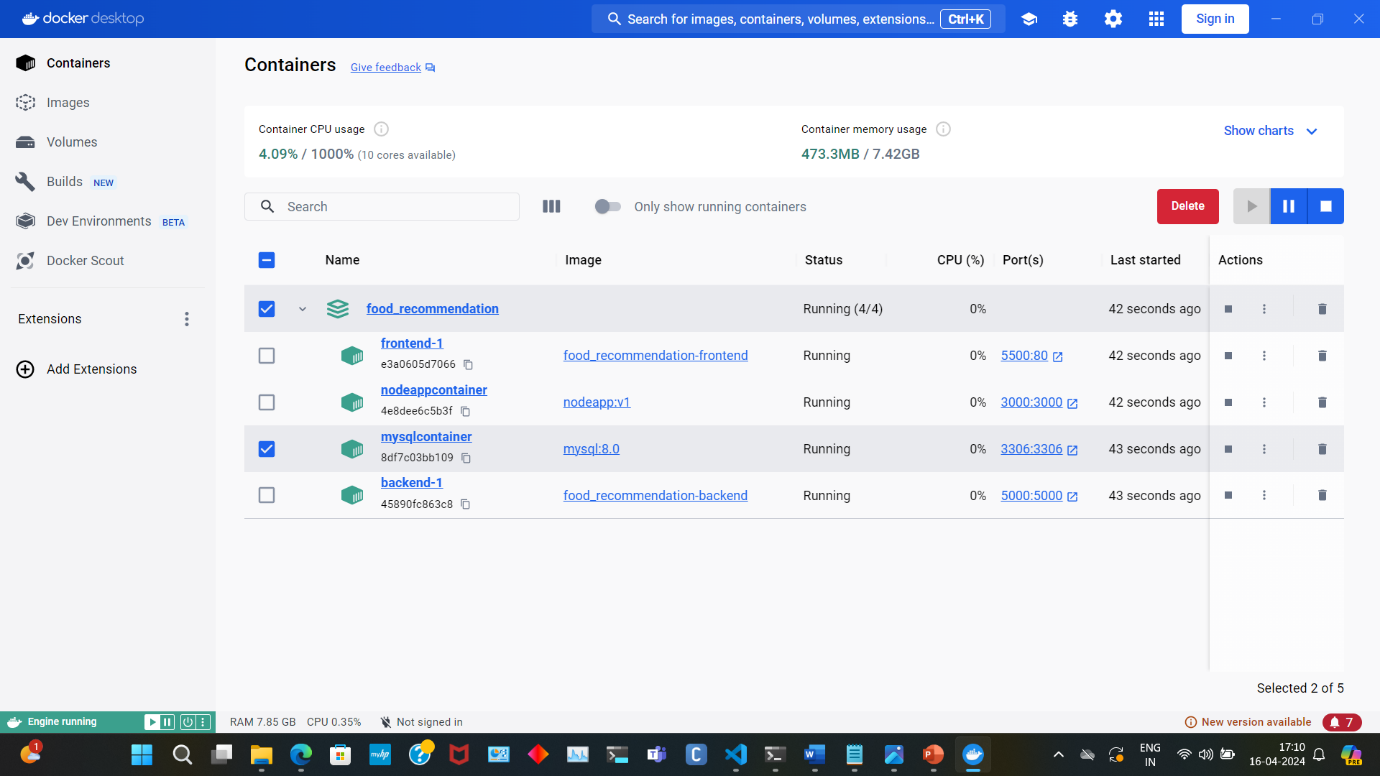 docker desktop
Search for images, containers, volumes, extensions... Ctrl+K
Sign in
Containers
Images
Volumes
Builds NEW
Dev Environments BETA
Docker Scout
Extensions
Add Extensions
Containers Give feedback
Container CPU usage
4.09% / 1000% (10 cores available)
Container memory usage
473.3MB / 7.42GB
Show charts
Search
Only show running containers
Delete
Name Image Status CPU (%) Port(s) Last started Actions
food_recommendation Running (4/4) 0% 42 seconds ago
frontend-1
e3a0605d7066
food_recommendation-frontend Running 0% 5500:80 42 seconds ago
nodeappcontainer
4e8dee6c5b3f
nodeapp:v1 Running 0% 3000:3000 42 seconds ago
mysqlcontainer
8df7c03bb109
mysql:8.0 Running 0% 3306:3306 43 seconds ago
backend-1
45890fc863c8
food_recommendation-backend Running 0% 5000:5000 43 seconds ago
Selected 2 of 5
Engine running
RAM 7.85 GB CPU 0.35% Not signed in
New version available 7
1
myhp
?
C
W
P
ENG
IN
17:10
16-04-2024
PRE